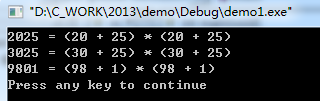 "D:\C_WORK\2013\demo\Debug\demo1.exe"
2025 = (20 + 25) * (20 + 25)
3025 = (30 + 25) * (30 + 25)
9801 = (98 + 1) * (98 + 1)
Press any key to continue